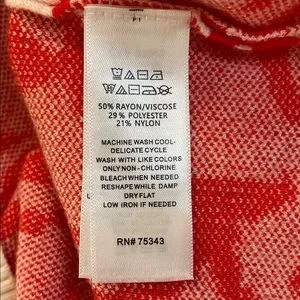 50% RAYON/VISCOSE
29% POLYESTER
21% NYLON
MACHINE WASH COOL-
DELICATE CYCLE
WASH WITH LIKE COLORS
ONLY NON- CHLORINE
BLEACH WHEN NEEDED
RESHAPE WHILE DAMP
DRY FLAT
LOW IRON IF NEEDED
RN# 75343